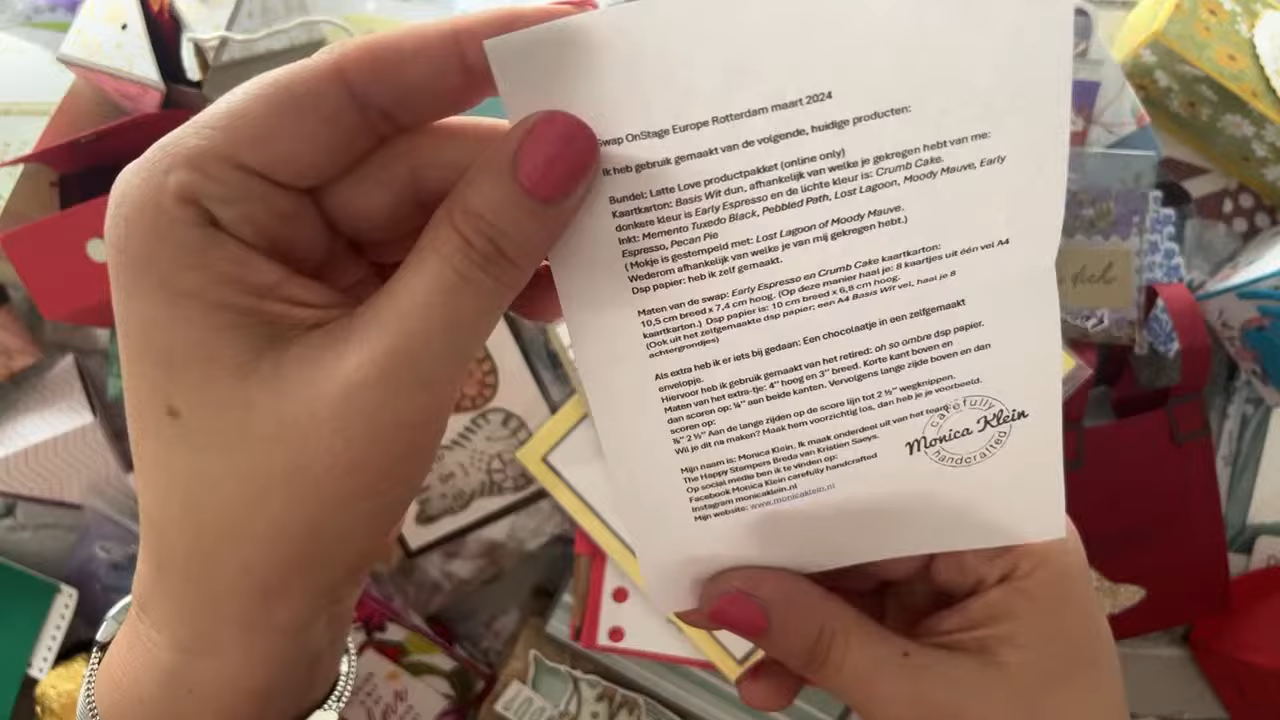 Swap OnStage Europe Rotterdam maart 2024
Ik heb gebruik gemaakt van de volgende, huidige producten:
Bundel: Latte Love productpakket (online only)
Kaartkarton: Basis Wit dun, afhankelijk van welke je gekregen hebt van me:
donkere kleur is Early Espresso en de lichte kleur is: Crumb Cake.
Inkt: Memento Tuxedo Black, Pebbled Path, Lost Lagoon, Moody Mauve, Early
Espresso, Pecan Pie
( Mokje is gestempeld met: Lost Lagoon of Moody Mauve.
Wederom afhankelijk van welke je van mij gekregen hebt.)
Dsp papier: heb ik zelf gemaakt.
Maten van de swap: Early Espresso en Crumb Cake kaartkarton:
10,5 cm breed x 7,4 cm hoog. (Op deze manier haal je: 8 kaartjes uit één vel A4
kaartkarton.) Dsp papier is: 10 cm breed x 6,8 cm hoog.
(Ook uit het zelfgemaakte dsp papier; een A4 Basis Wit vel, haal je 8
achtergrondjes)
Als extra heb ik er iets bij gedaan: Een chocolaatje in een zelfgemaakt
envelopje.
Hiervoor heb ik gebruik gemaakt van het retired: oh so ombre dsp papier.
Maten van het extra-tje: 4" hoog en 3" breed. Korte kant boven en
dan scoren op: ¼" aan beide kanten. Vervolgens lange zijde boven en dan
scoren op:
2 ½" Aan de lange zijden op de score lijn tot 2 ½" wegknippen.
Wil je dit na maken? Maak hem voorzichtig los, dan heb je je voorbeeld.
Mijn naam is: Monica Klein, Ik maak onderdeel uit van het team:
The Happy Stampers Breda van Kristien Saeys.
Op social media ben ik te vinden op:
Facebook Monica Klein carefully handcrafted
Instagram monicaklein.nl
Mijn website: www.monicaklein.nl
carefully
Monica Klein
handcrafted